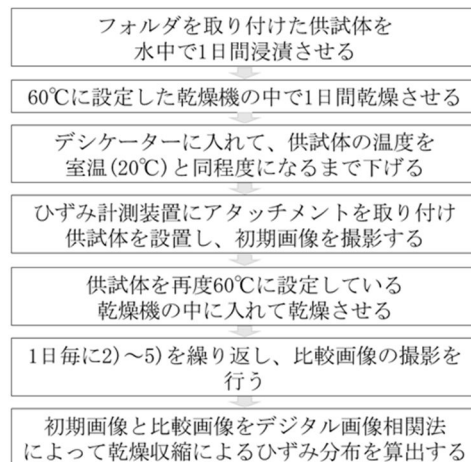 フォルダを取り付けた供試体を
水中で1日間浸漬させる
60℃に設定した乾燥機の中で1日間乾燥させる
デシケーターに入れて、供試体の温度を
室温(20℃)と同程度になるまで下げる
ひずみ計測装置にアタッチメントを取り付け
供試体を設置し、初期画像を撮影する
供試体を再度60℃に設定している
乾燥機の中に入れて乾燥させる
1日毎に2)～5)を繰り返し、比較画像の撮影を
行う
初期画像と比較画像をデジタル画像相関法
によって乾燥収縮によるひずみ分布を算出する